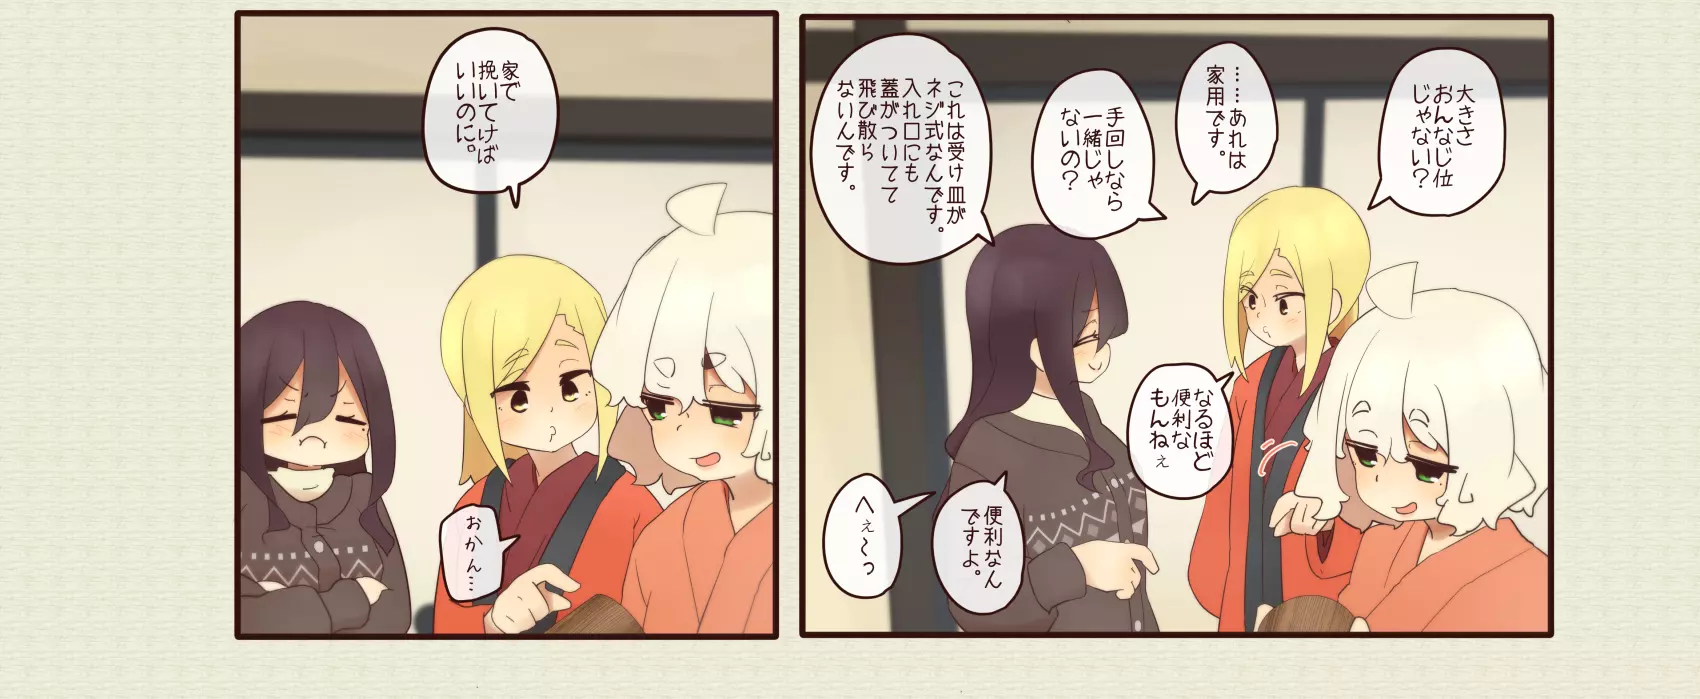 大きさ
おんなじ位
じゃない？
……あれは
家用です。
手回しなら
一緒じゃ
ないの？
これは受け皿が
ネジ式なんです。
入れ口にも
蓋がついてて
飛び散ら
ないんです。
なるほど
便利な
もんねぇ
便利なん
ですよ。
へぇ〜っ
家で
挽いてけば
いいのに。
おかん…